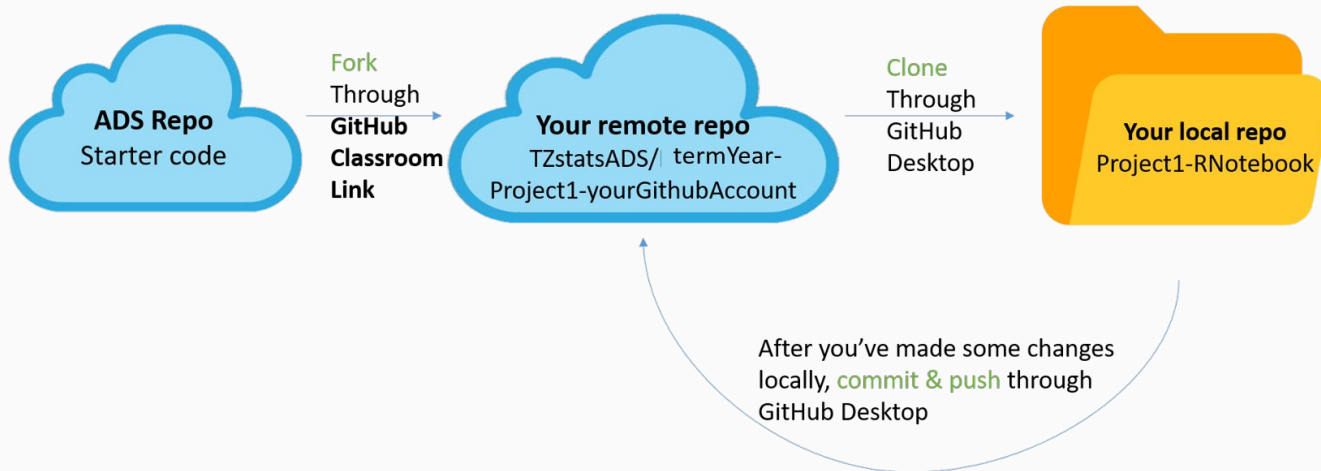 ADS Repo
Starter code
Fork
Through
GitHub
Classroom
Link
Your remote repo
TZstatsADS/ termYear-
Project1-yourGithubAccount
Clone
Through
GitHub
Desktop
Your local repo
Project1-RNotebook
After you’ve made some changes
locally, commit & push through
GitHub Desktop